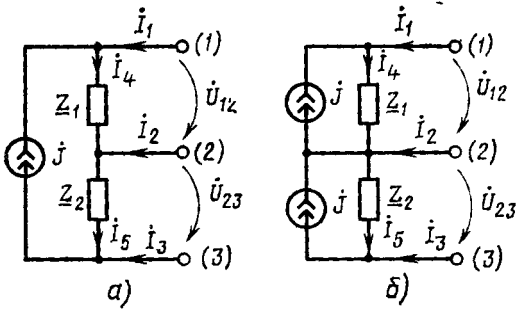 İ₁ (1)
İ₄
Z₁ U̇₁₂
İ₂ (2)
J̇
Z₂ U̇₂₃
İ₅ İ₃ (3)
а)
İ₁ (1)
İ₄
J̇ Z₁ U̇₁₂
İ₂ (2)
J̇ Z₂ U̇₂₃
İ₅ İ₃ (3)
б)